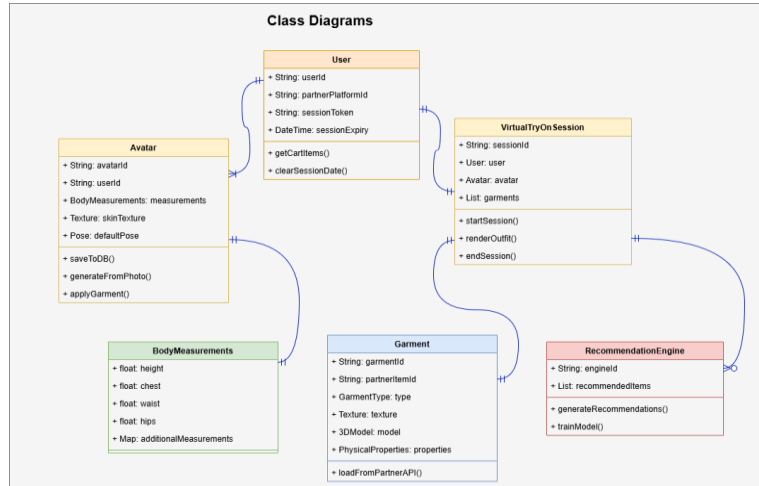 Class Diagrams
User
+ String: userId
+ String: partnerPlatformId
+ String: sessionToken
+ DateTime: sessionExpiry
+ getCartItems()
+ clearSessionDate()
VirtualTryOnSession
+ String: sessionId
+ User: user
+ Avatar: avatar
+ List: garments
+ startSession()
+ renderOutfit()
+ endSession()
Avatar
+ String: avatarId
+ String: userId
+ BodyMeasurements: measurements
+ Texture: skinTexture
+ Pose: defaultPose
+ saveToDB()
+ generateFromPhoto()
+ applyGarment()
BodyMeasurements
+ float: height
+ float: chest
+ float: waist
+ float: hips
+ Map: additionalMeasurements
Garment
+ String: garmentId
+ String: partnerItemId
+ GarmentType: type
+ Texture: texture
+ 3DModel: model
+ PhysicalProperties: properties
+ loadFromPartnerAPI()
RecommendationEngine
+ String: engineId
+ List: recommendedItems
+ generateRecommendations()
+ trainModel()